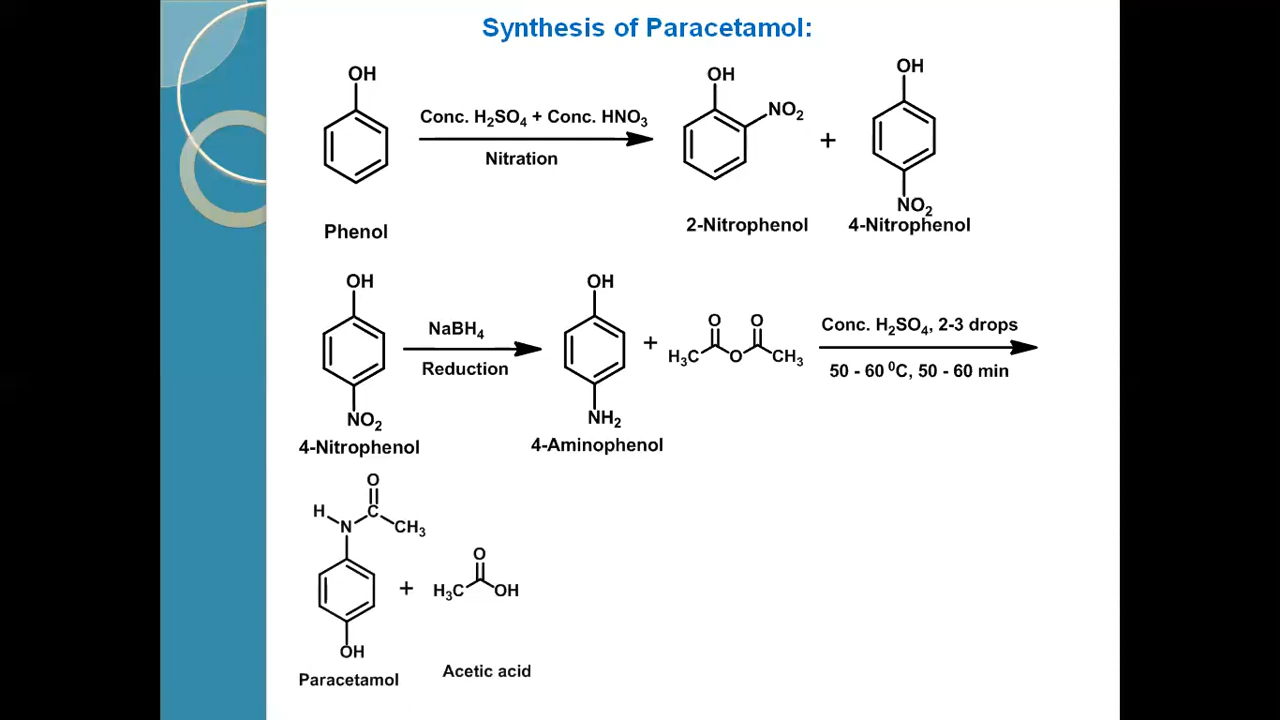 Synthesis of Paracetamol:
OH
Conc. H₂SO₄ + Conc. HNO₃
Nitration
OH
NO₂
+
OH
NO₂
Phenol
2-Nitrophenol
4-Nitrophenol
OH
NO₂
4-Nitrophenol
NaBH₄
Reduction
OH
NH₂
4-Aminophenol
+
O O
H₃C O CH₃
Conc. H₂SO₄, 2-3 drops
50 - 60 ⁰C, 50 - 60 min
O
H C
N CH₃
OH
Paracetamol
+
O
H₃C OH
Acetic acid